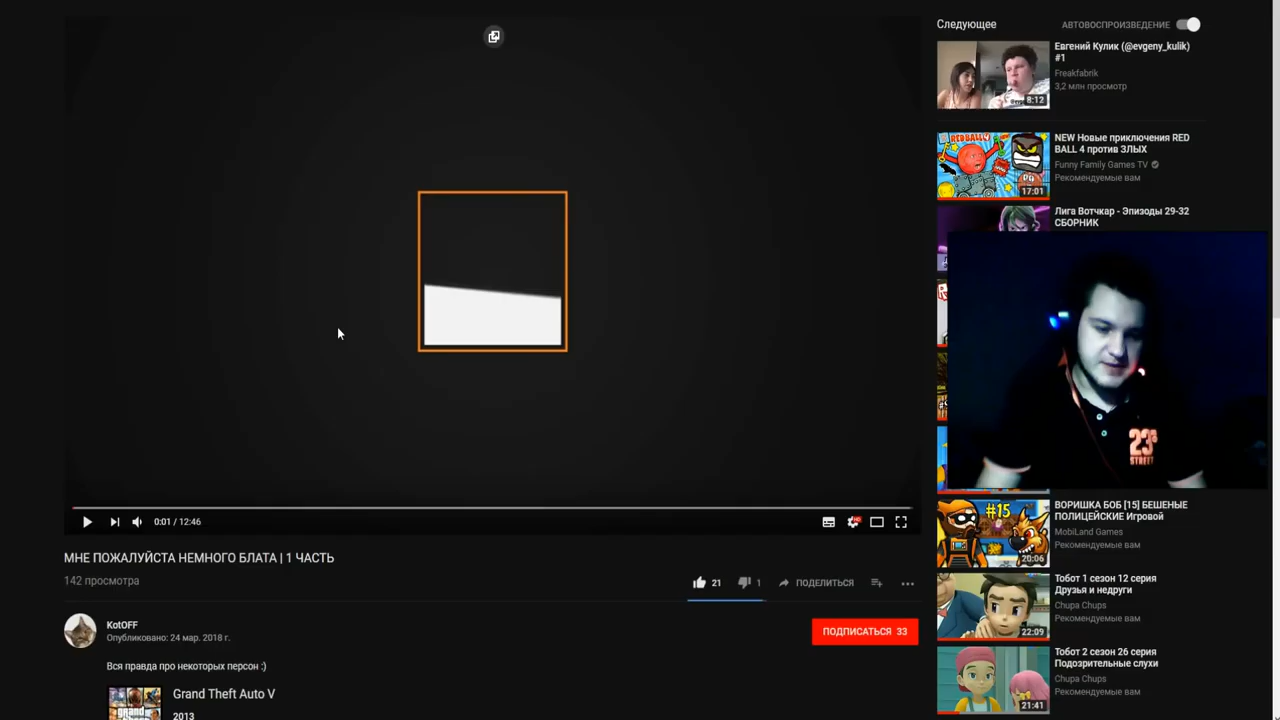 Следующее
АВТОВОСПРОИЗВЕДЕНИЕ
Евгений Кулик (@evgeny_kulik)
#1
Freakfabrik
3,2 млн просмотр
8:12
NEW Новые приключения RED
BALL 4 против ЗЛЫХ
Funny Family Games TV
Рекомендуемые вам
17:01
Лига Вотчкар - Эпизоды 29-32
СБОРНИК
23°
STREET
#15
ВОРИШКА БОБ [15] БЕШЕНЫЕ
ПОЛИЦЕЙСКИЕ Игровой
MobiLand Games
Рекомендуемые вам
20:06
Тобот 1 сезон 12 серия
Друзья и недруги
Chupa Chups
Рекомендуемые вам
22:09
Тобот 2 сезон 26 серия
Подозрительные слухи
Chupa Chups
Рекомендуемые вам
21:41
0:01 / 12:46
HD
МНЕ ПОЖАЛУЙСТА НЕМНОГО БЛАТА | 1 ЧАСТЬ
142 просмотра
21
1
ПОДЕЛИТЬСЯ
KotOFF
Опубликовано: 24 мар. 2018 г.
ПОДПИСАТЬСЯ 33
Вся правда про некоторых персон :)
Grand Theft Auto V
2013